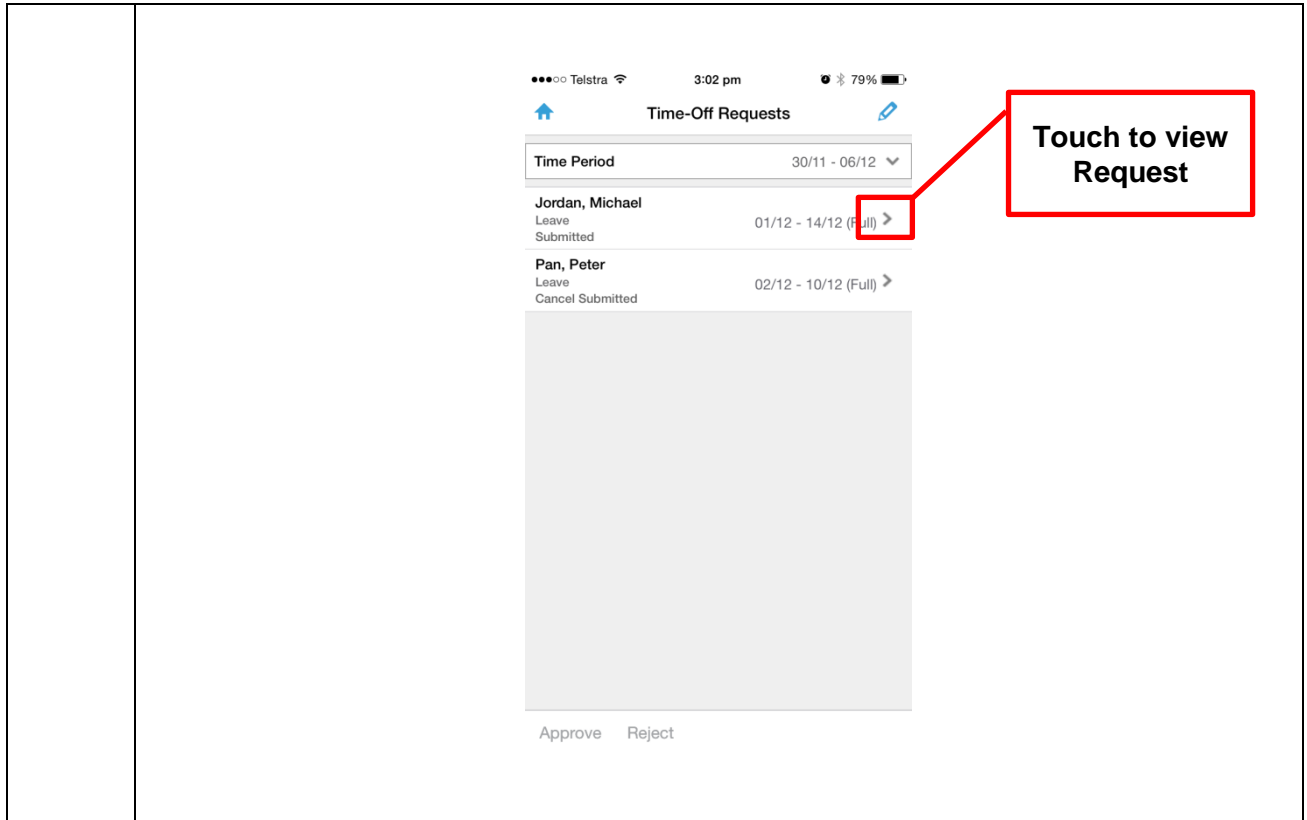 Telstra 3:02 pm 79%
Time-Off Requests
Time Period 30/11 - 06/12
Jordan, Michael
Leave
01/12 - 14/12 (Full)
Submitted
Pan, Peter
Leave
02/12 - 10/12 (Full)
Cancel Submitted
Approve Reject
Touch to view
Request